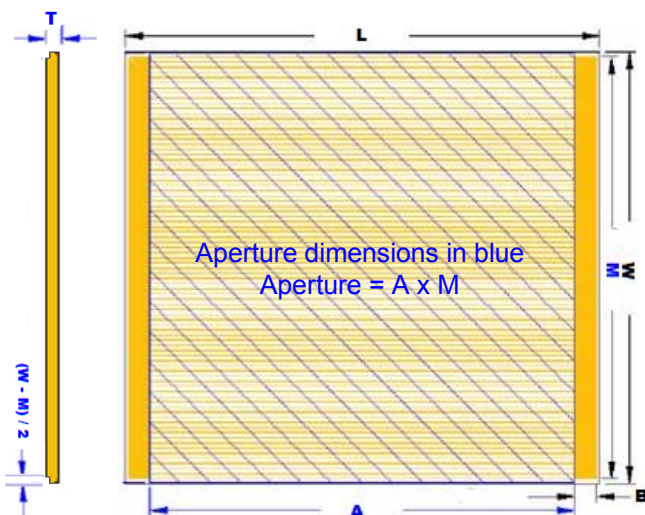 T
L
Aperture dimensions in blue
Aperture = A x M
W
M
(W - M) / 2
B
A